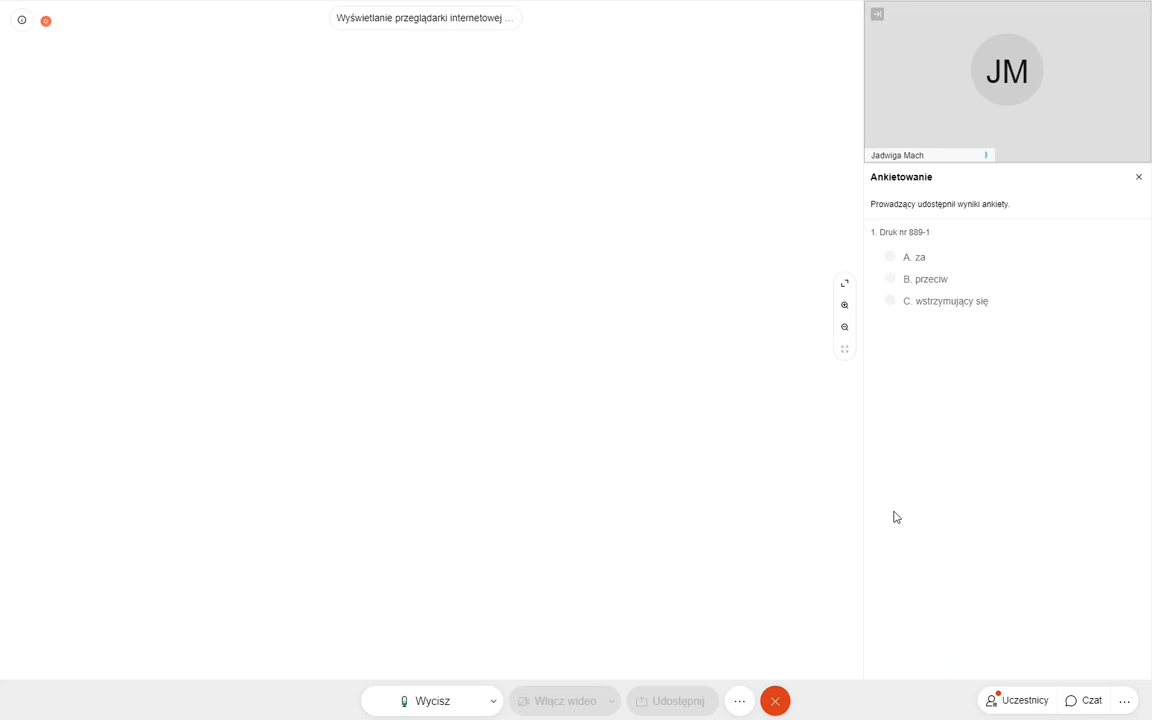 Wyświetlanie przeglądarki internetowej ...
JM
Jadwiga Mach
Ankietowanie
Prowadzący udostępnił wyniki ankiety.
1. Druk nr 889-1
A. za
B. przeciw
C. wstrzymujący się
Wycisz
Włącz wideo
Udostępnij
Uczestnicy
Czat